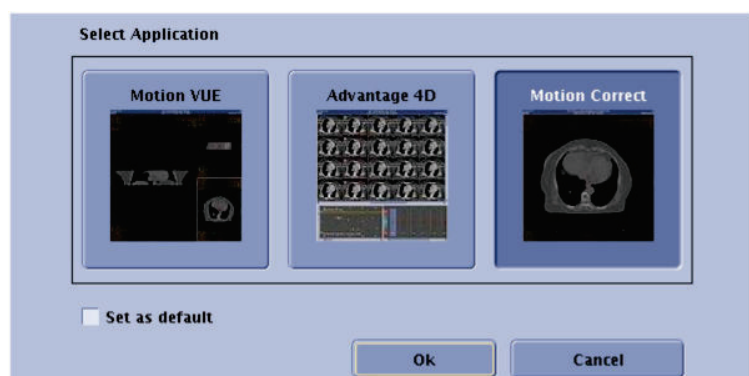 Select Application
Motion VUE
Advantage 4D
Motion Correct
Set as default
Ok
Cancel